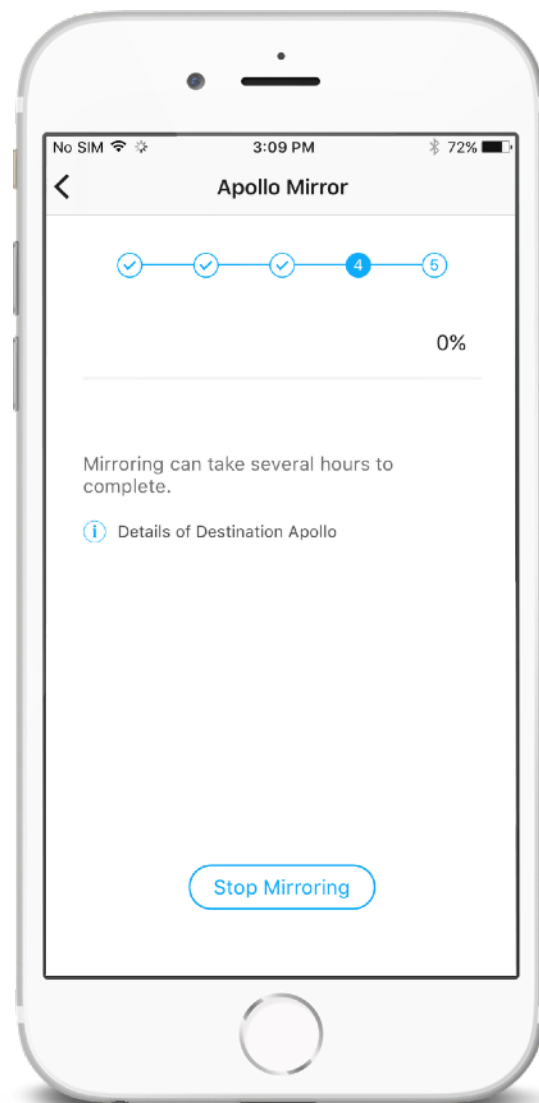 No SIM 3:09 PM 72%
Apollo Mirror
4 5
0%
Mirroring can take several hours to
complete.
i Details of Destination Apollo
Stop Mirroring